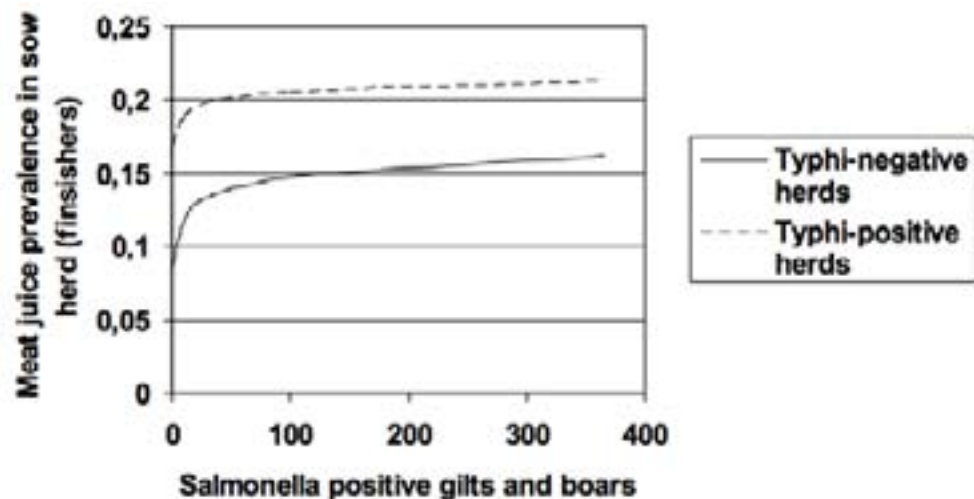 Meat juice prevalence in sow
herd (finsishers)
0,25
0,2
0,15
0,1
0,05
0
0
100
200
300
400
Salmonella positive gilts and boars
Typhi-negative
herds
Typhi-positive
herds